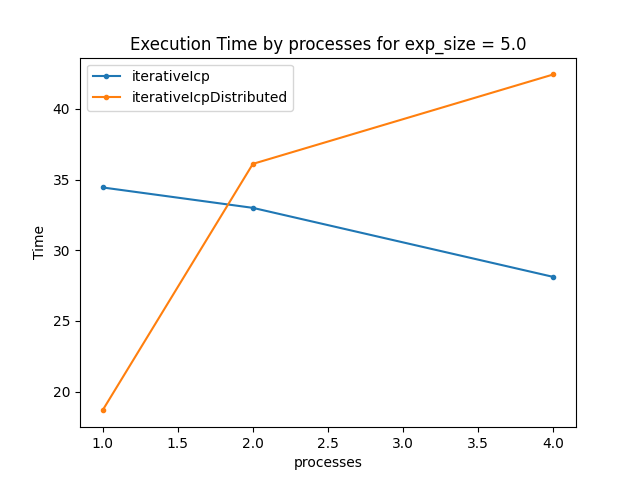 Execution Time by processes for exp_size = 5.0
iterativeIcp
iterativeIcpDistributed
Time
40
35
30
25
20
1.0 1.5 2.0 2.5 3.0 3.5 4.0
processes